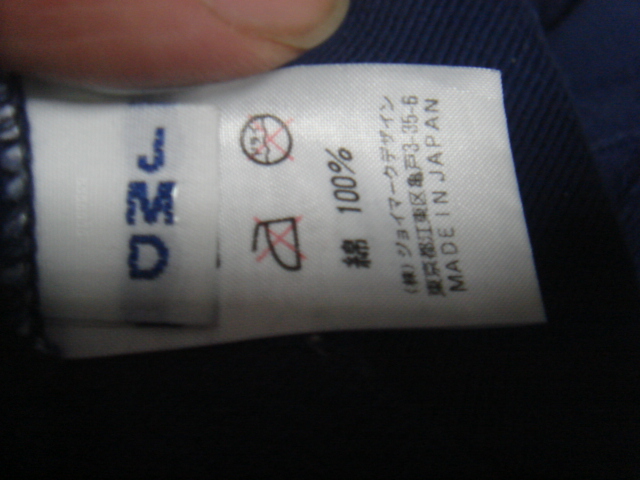 綿 100%
(株)ジョイマークデザイン
東京都江東区亀戸3-35-6
MADE IN JAPAN